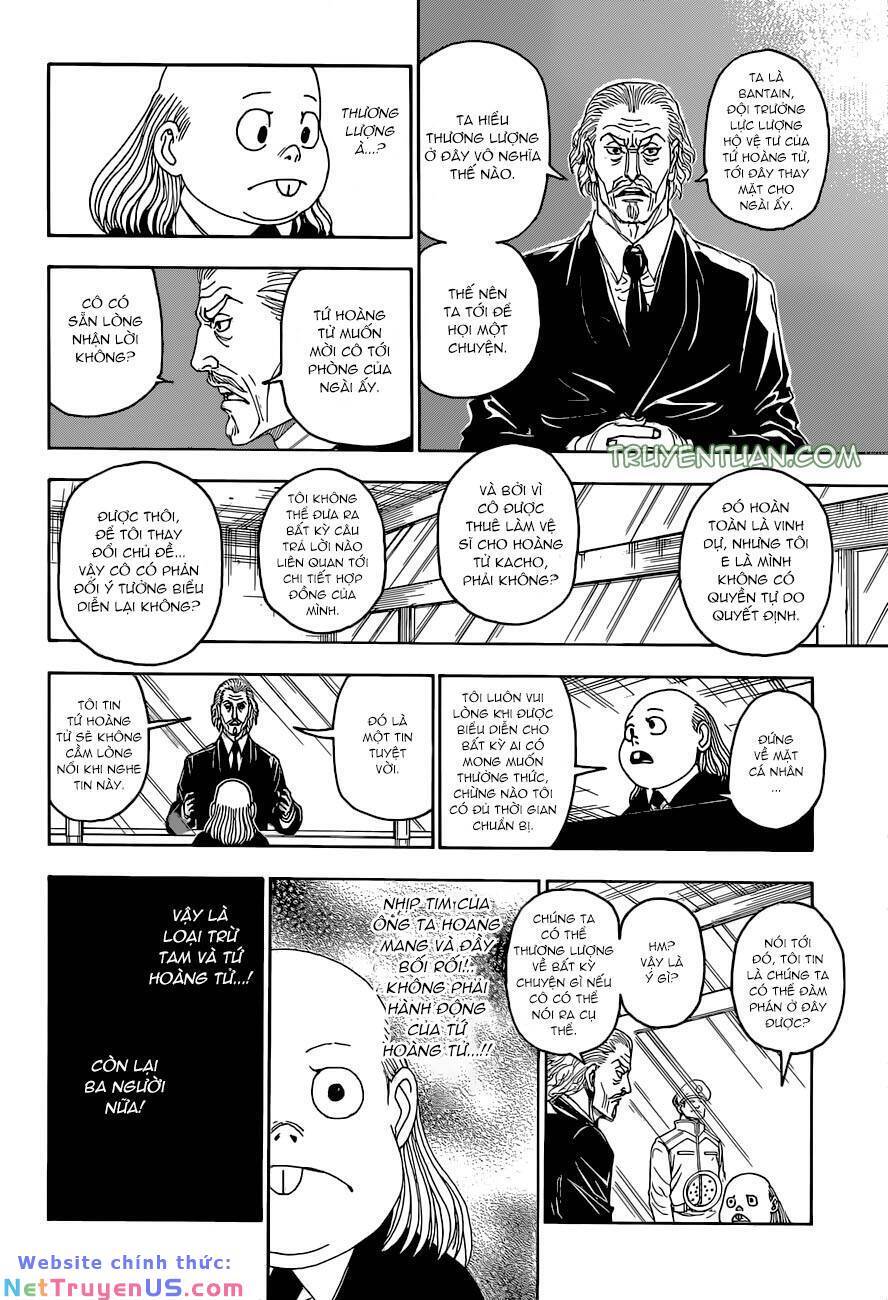 TA LÀ
BANTAIN,
ĐỘI TRƯỞNG
LỰC LƯỢNG
HỘ VỆ TƯ CỦA
TỨ HOÀNG TỬ,
TỚI ĐÂY THAY
MẶT CHO
NGÀI ẤY.
TA HIỂU
THƯƠNG LƯỢNG
Ở ĐÂY VÔ NGHĨA
THẾ NÀO.
THẾ NÊN
TA TỚI ĐỂ
HỌI MỘT
CHUYỆN.
THƯƠNG
LƯỢNG
À...?
TỨ HOÀNG
TỬ MUỐN
MỜI CÔ TỚI
PHÒNG CỦA
NGÀI ẤY.
CÔ CÓ
SẴN LÒNG
NHẬN LỜI
KHÔNG?
TRUYENTUAN.COM
ĐÓ HOÀN
TOÀN LÀ VINH
DỰ, NHƯNG TÔI
E LÀ MÌNH
KHÔNG CÓ
QUYỀN TỰ DO
QUYẾT ĐỊNH.
VÀ BỞI VÌ
CÔ ĐƯỢC
THUÊ LÀM VỆ
SĨ CHO HOÀNG
TỬ KACHO,
PHẢI KHÔNG?
TÔI KHÔNG
THỂ ĐƯA RA
BẤT KỲ CÂU
TRẢ LỜI NÀO
LIÊN QUAN TỚI
CHI TIẾT HỢP
ĐỒNG CỦA
MÌNH.
ĐƯỢC THÔI,
ĐỂ TÔI THAY
ĐỔI CHỦ ĐỀ...
VẬY CÔ CÓ PHẢN
ĐỐI Ý TƯỞNG BIỂU
DIỄN LẠI KHÔNG?
ĐỨNG
VỀ MẶT
CÁ NHÂN
...
TÔI LUÔN VUI
LÒNG KHI ĐƯỢC
BIỂU DIỄN CHO
BẤT KỲ AI CÓ
MONG MUỐN
THƯỞNG THỨC,
CHỪNG NÀO TÔI
CÓ ĐỦ THỜI GIAN
CHUẨN BỊ.
ĐÓ LÀ
MỘT TIN
TUYỆT
VỜI.
TÔI TIN
TỨ HOÀNG
TỬ SẼ KHÔNG
CẦM LÒNG
NỔI KHI NGHE
TIN NÀY.
NÓI TỚI
ĐÓ, TÔI TIN
LÀ CHÚNG TA
CÓ THỂ ĐÀM
PHÁN Ở ĐÂY
ĐƯỢC?
HM?
VẬY LÀ
Ý GÌ?
CHÚNG TA
CÓ THỂ
THƯƠNG LƯỢNG
VỀ BẤT KỲ
CHUYỆN GÌ NẾU
CÔ CÓ THỂ
NÓI RA CỤ
THỂ.
NHỊP TIM CỦA
ÔNG TA HOANG
MANG VÀ ĐẦY
BỐI RỐI...
KHÔNG PHẢI
HÀNH ĐỘNG
CỦA TỨ
HOÀNG TỬ...!!
VẬY LÀ
LOẠI TRỪ
TAM VÀ TỨ
HOÀNG TỬ...!
CÒN LẠI
BA NGƯỜI
NỮA!
Website chính thức:
NETTRUYENUS.COM